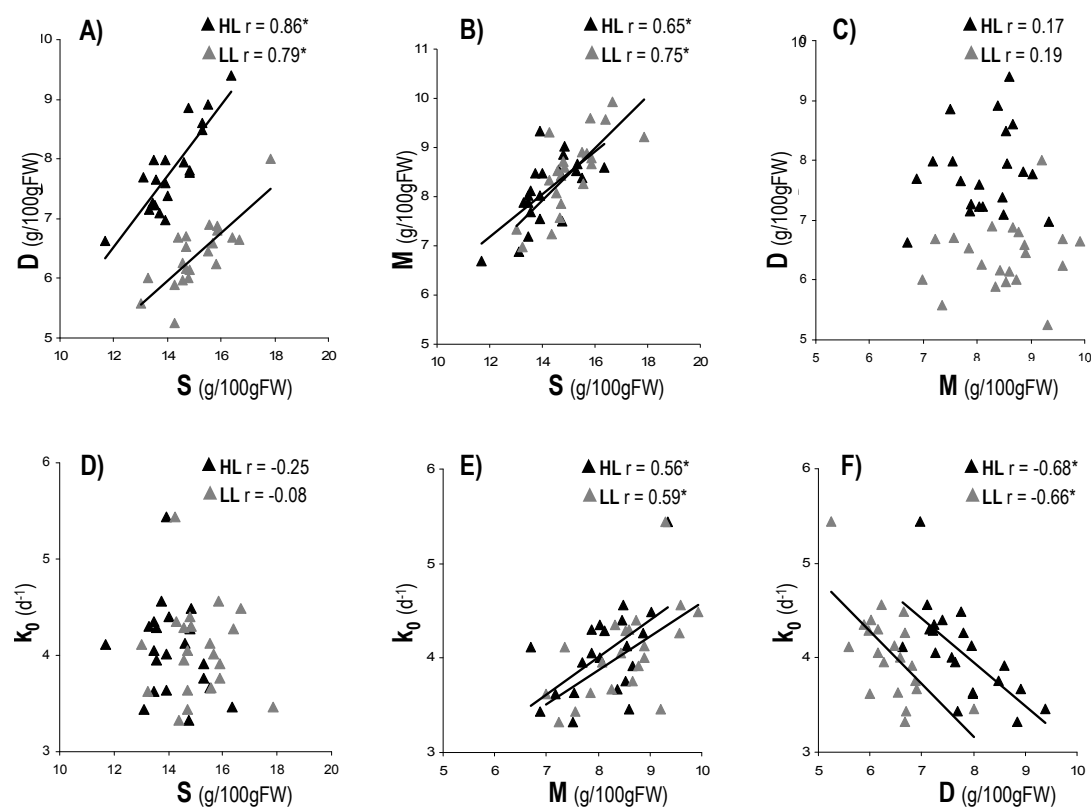 A)
HL r = 0.86*
LL r = 0.79*
10
9
8
7
6
5
D (g/100gFW)
10 12 14 16 18 20
S (g/100gFW)
B)
HL r = 0.65*
LL r = 0.75*
11
10
9
8
7
6
5
M (g/100gFW)
10 12 14 16 18 20
S (g/100gFW)
C)
HL r = 0.17
LL r = 0.19
10
9
8
7
6
5
D (g/100gFW)
5 6 7 8 9 10
M (g/100gFW)
D)
HL r = -0.25
LL r = -0.08
6
5
4
3
k0 (d-1)
10 12 14 16 18 20
S (g/100gFW)
E)
HL r = 0.56*
LL r = 0.59*
6
5
4
3
k0 (d-1)
5 6 7 8 9 10
M (g/100gFW)
F)
HL r = -0.68*
LL r = -0.66*
6
5
4
3
k0 (d-1)
5 6 7 8 9 10
D (g/100gFW)